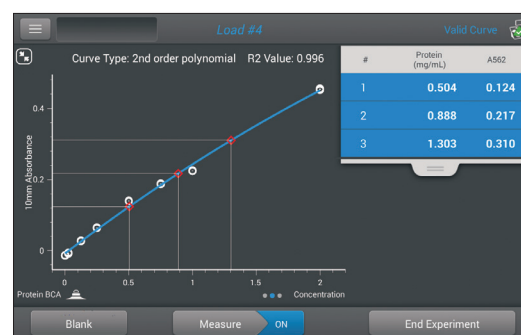 Load #4
Valid Curve
Curve Type: 2nd order polynomial R2 Value: 0.996
# Protein (mg/mL) A562
1 0.504 0.124
2 0.888 0.217
3 1.303 0.310
10mm Absorbance
0.4
0.2
0
0 0.5 1 1.5 2
Protein BCA
Concentration
Blank
Measure ON
End Experiment